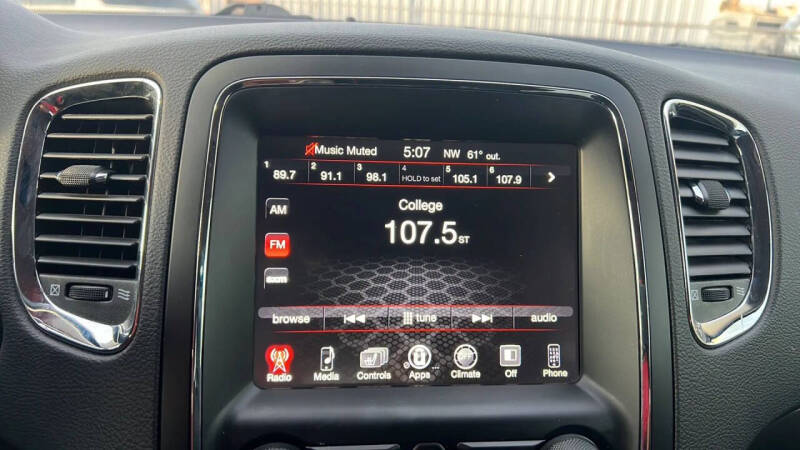 Music Muted 5:07 NW 61° out.
1 89.7 2 91.1 3 98.1 4 HOLD to set 5 105.1 6 107.9
College
AM
107.5 ST
FM
browse tune audio
Radio Media Controls Apps Climate Off Phone